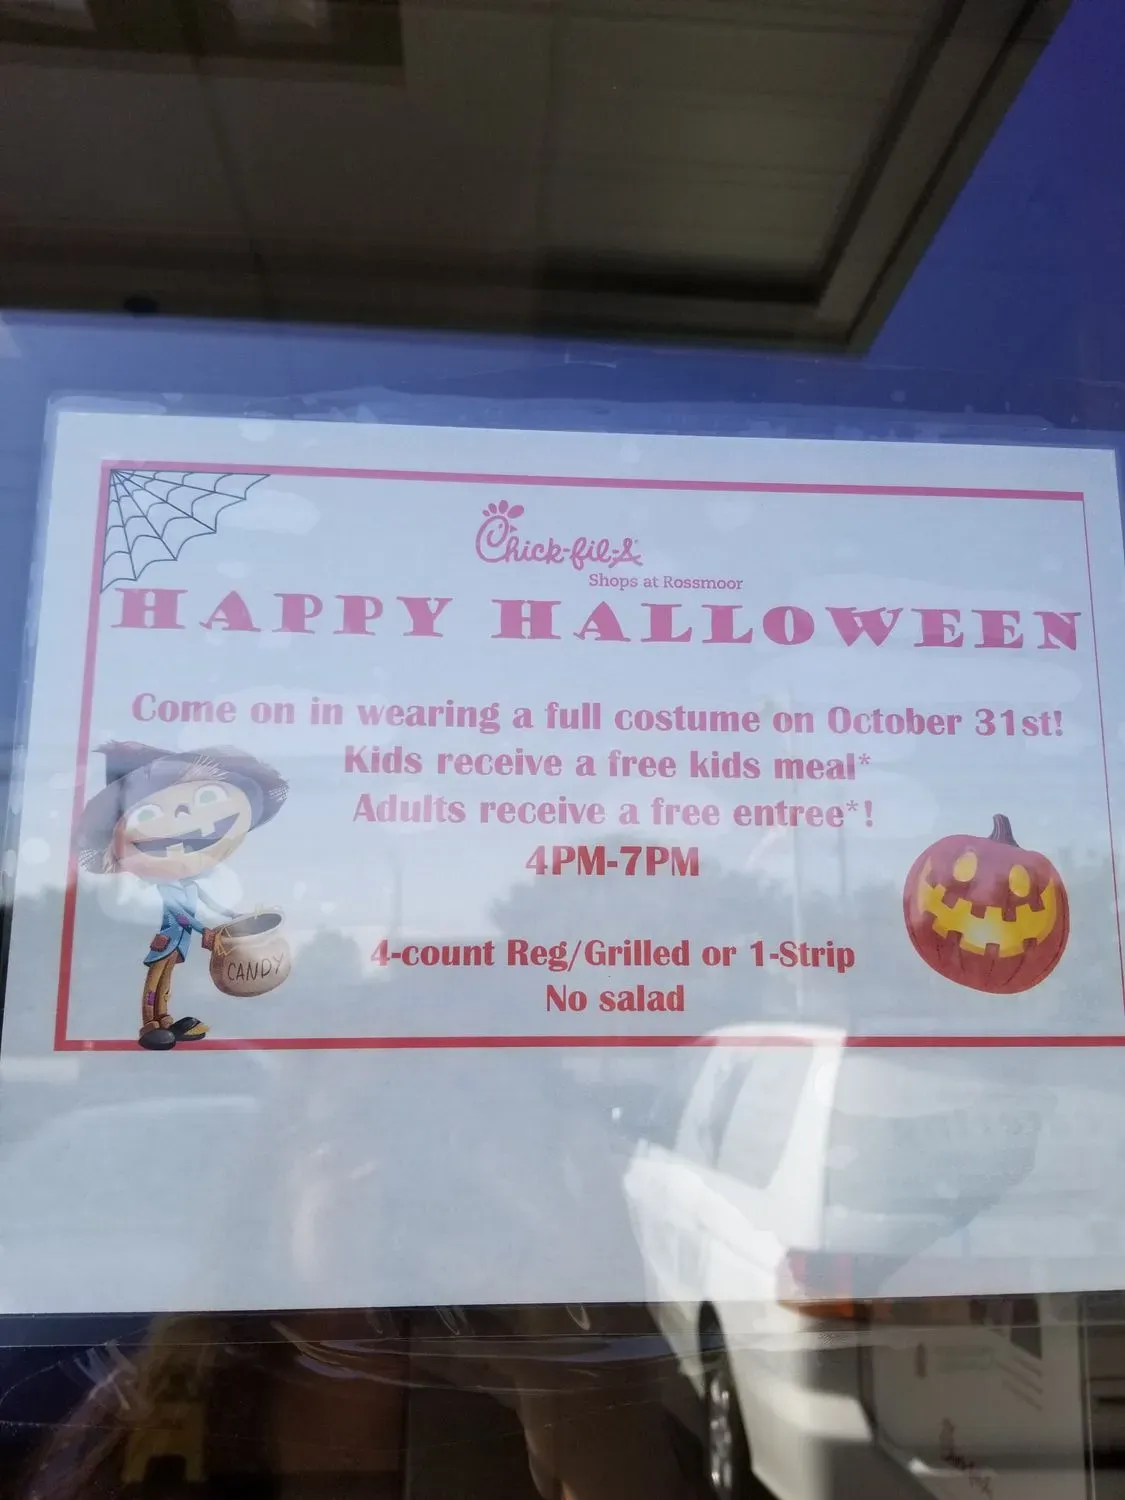 Chick-fil-A
Shops at Rossmoor
HAPPY HALLOWEEN
Come on in wearing a full costume on October 31st!
Kids receive a free kids meal*
Adults receive a free entree*!
4PM-7PM
4-count Reg/Grilled or 1-Strip
No salad
CANDY